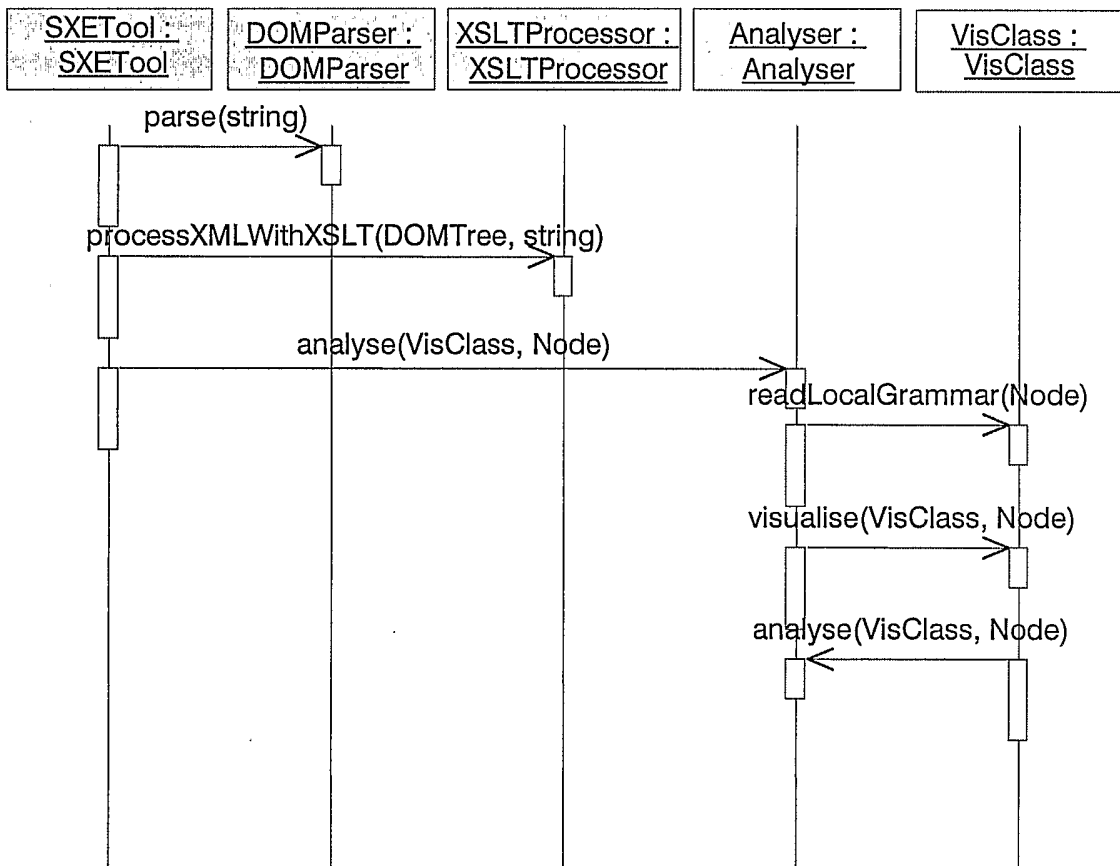 SXETool :
SXETool
DOMParser :
DOMParser
XSLTProcessor :
XSLTProcessor
Analyser :
Analyser
VisClass :
VisClass
parse(string)
processXMLWithXSLT(DOMTree, string)
analyse(VisClass, Node)
readLocalGrammar(Node)
visualise(VisClass, Node)
analyse(VisClass, Node)